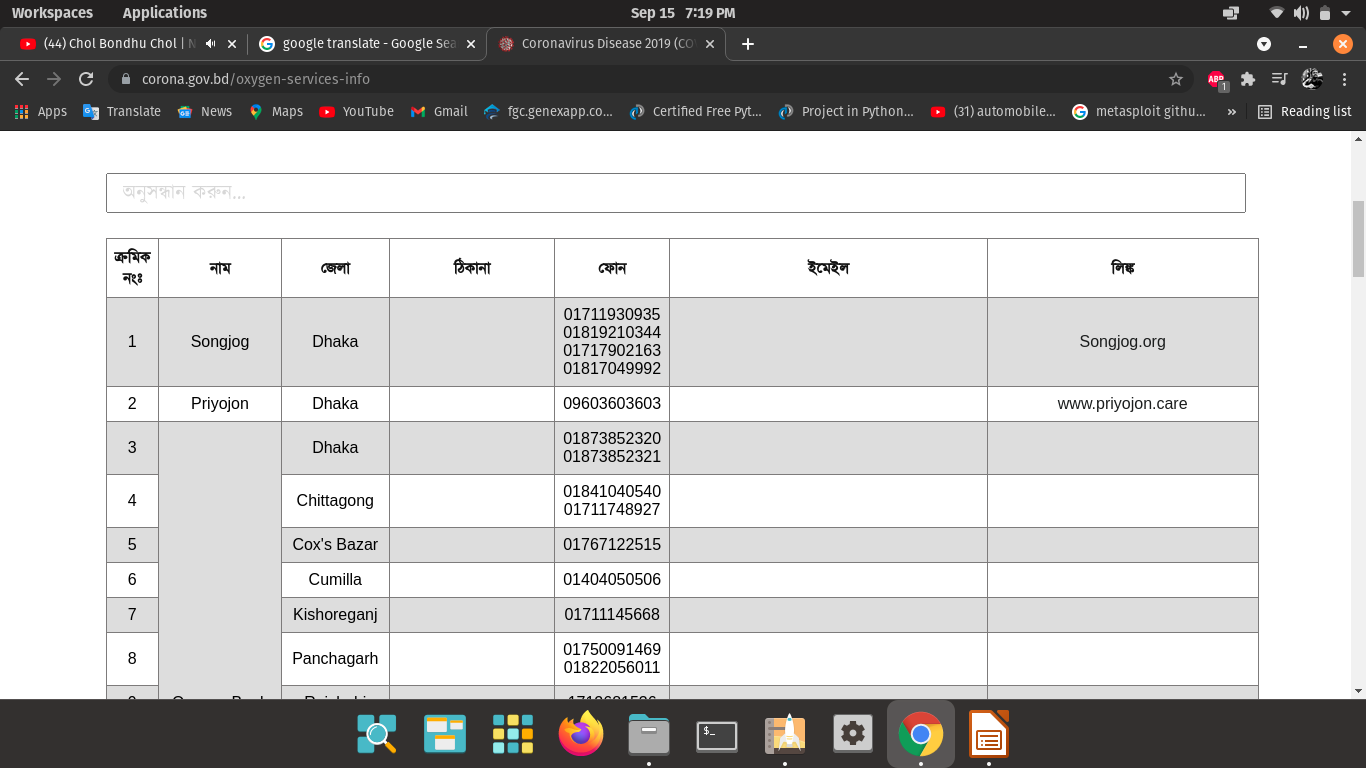 Workspaces Applications Sep 15 7:19 PM
(44) Chol Bondhu Chol | N google translate - Google Sea Coronavirus Disease 2019 (CO
corona.gov.bd/oxygen-services-info ABP 1
Apps Translate News Maps YouTube Gmail fgc.genexapp.co... Certified Free Pyt... Project in Python... (31) automobile... metasploit githu... » Reading list
অনুসন্ধান করুন...
ক্রমিক নংঃ নাম জেলা ঠিকানা ফোন ইমেইল লিঙ্ক
1 Songjog Dhaka 01711930935 Songjog.org
01819210344
01717902163
01817049992
2 Priyojon Dhaka 09603603603 www.priyojon.care
3 Dhaka 01873852320
01873852321
4 Chittagong 01841040540
01711748927
5 Cox's Bazar 01767122515
6 Cumilla 01404050506
7 Kishoreganj 01711145668
8 Panchagarh 01750091469
01822056011